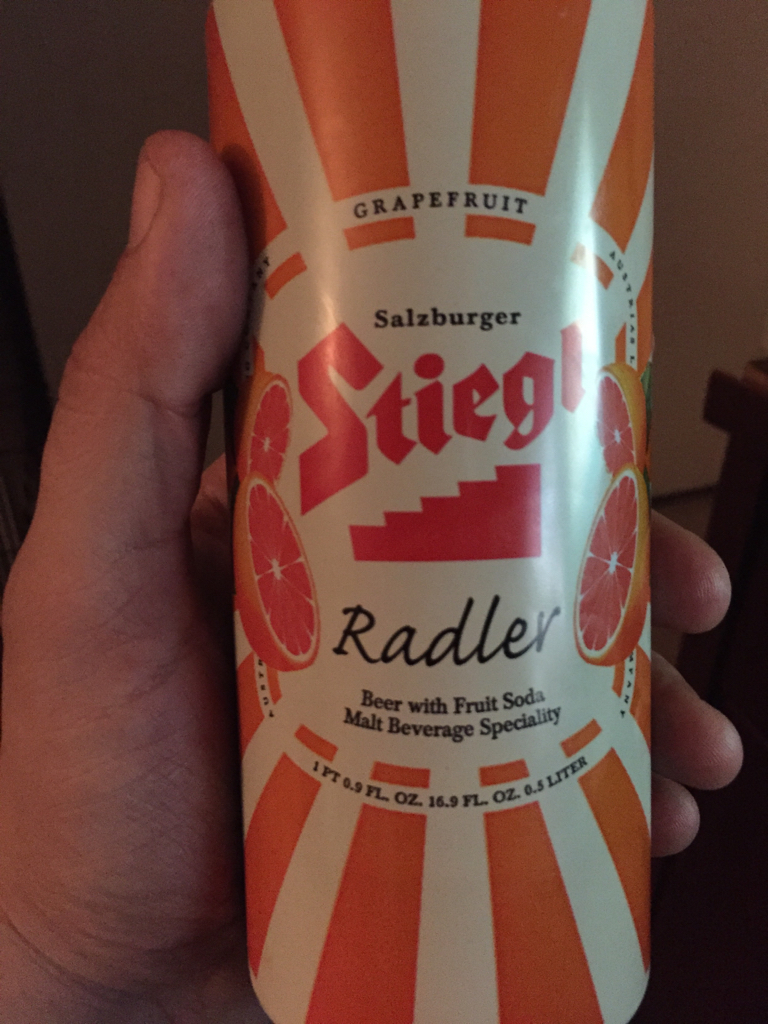 GRAPEFRUIT
Salzburger
Stiegl
Radler
Beer with Fruit Soda
Malt Beverage Speciality
1 PT 0.9 FL. OZ. 16.9 FL. OZ. 0.5 LITER